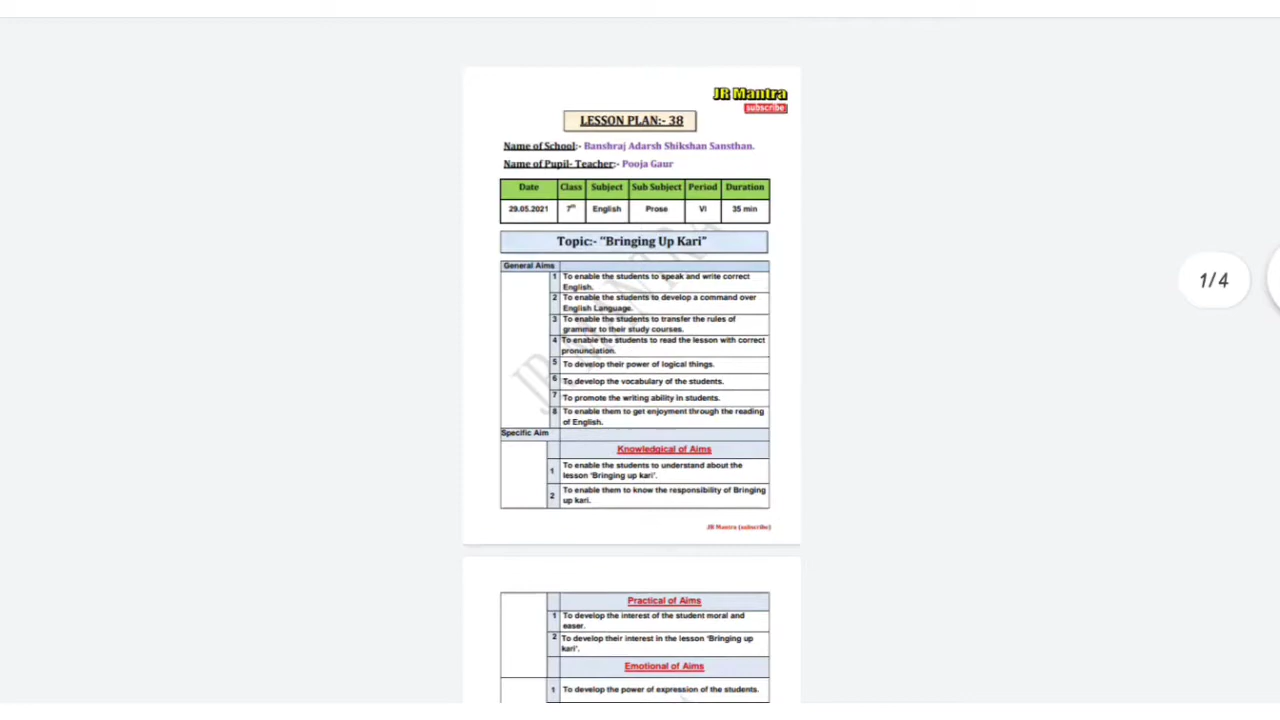 JR Mantra
subscribe
LESSON PLAN:- 38
Name of School:- Banshraj Adarsh Shikshan Sansthan.
Name of Pupil- Teacher:- Pooja Gaur
Date Class Subject Sub Subject Period Duration
29.05.2021 7th English Prose VI 35 min
Topic:- "Bringing Up Kari"
General Aims
1 To enable the students to speak and write correct
English.
2 To enable the students to develop a command over
English Language.
3 To enable the students to transfer the rules of
grammar to their study courses.
4 To enable the students to read the lesson with correct
pronunciation.
5 To develop their power of logical things.
6 To develop the vocabulary of the students.
7 To promote the writing ability in students.
8 To enable them to get enjoyment through the reading
of English.
Specific Aim
Knowledgical of Aims
1 To enable the students to understand about the
lesson 'Bringing up kari'.
2 To enable them to know the responsibility of Bringing
up kari.
JR Mantra (subscribe)
1/4
Practical of Aims
1 To develop the interest of the student moral and
easer.
2 To develop their interest in the lesson 'Bringing up
kari'.
Emotional of Aims
1 To develop the power of expression of the students.
JR MANTRA